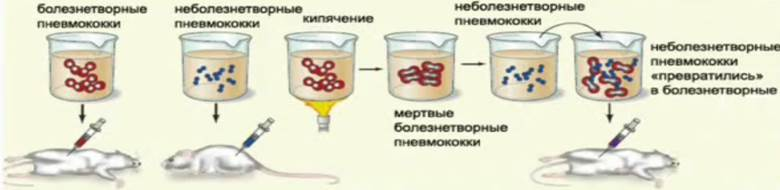 болезнетворные
пневмококки
неболезнетворные
пневмококки
кипячение
мертвые
болезнетворные
пневмококки
неболезнетворные
пневмококки
неболезнетворные
пневмококки
«превратились»
в болезнетворные